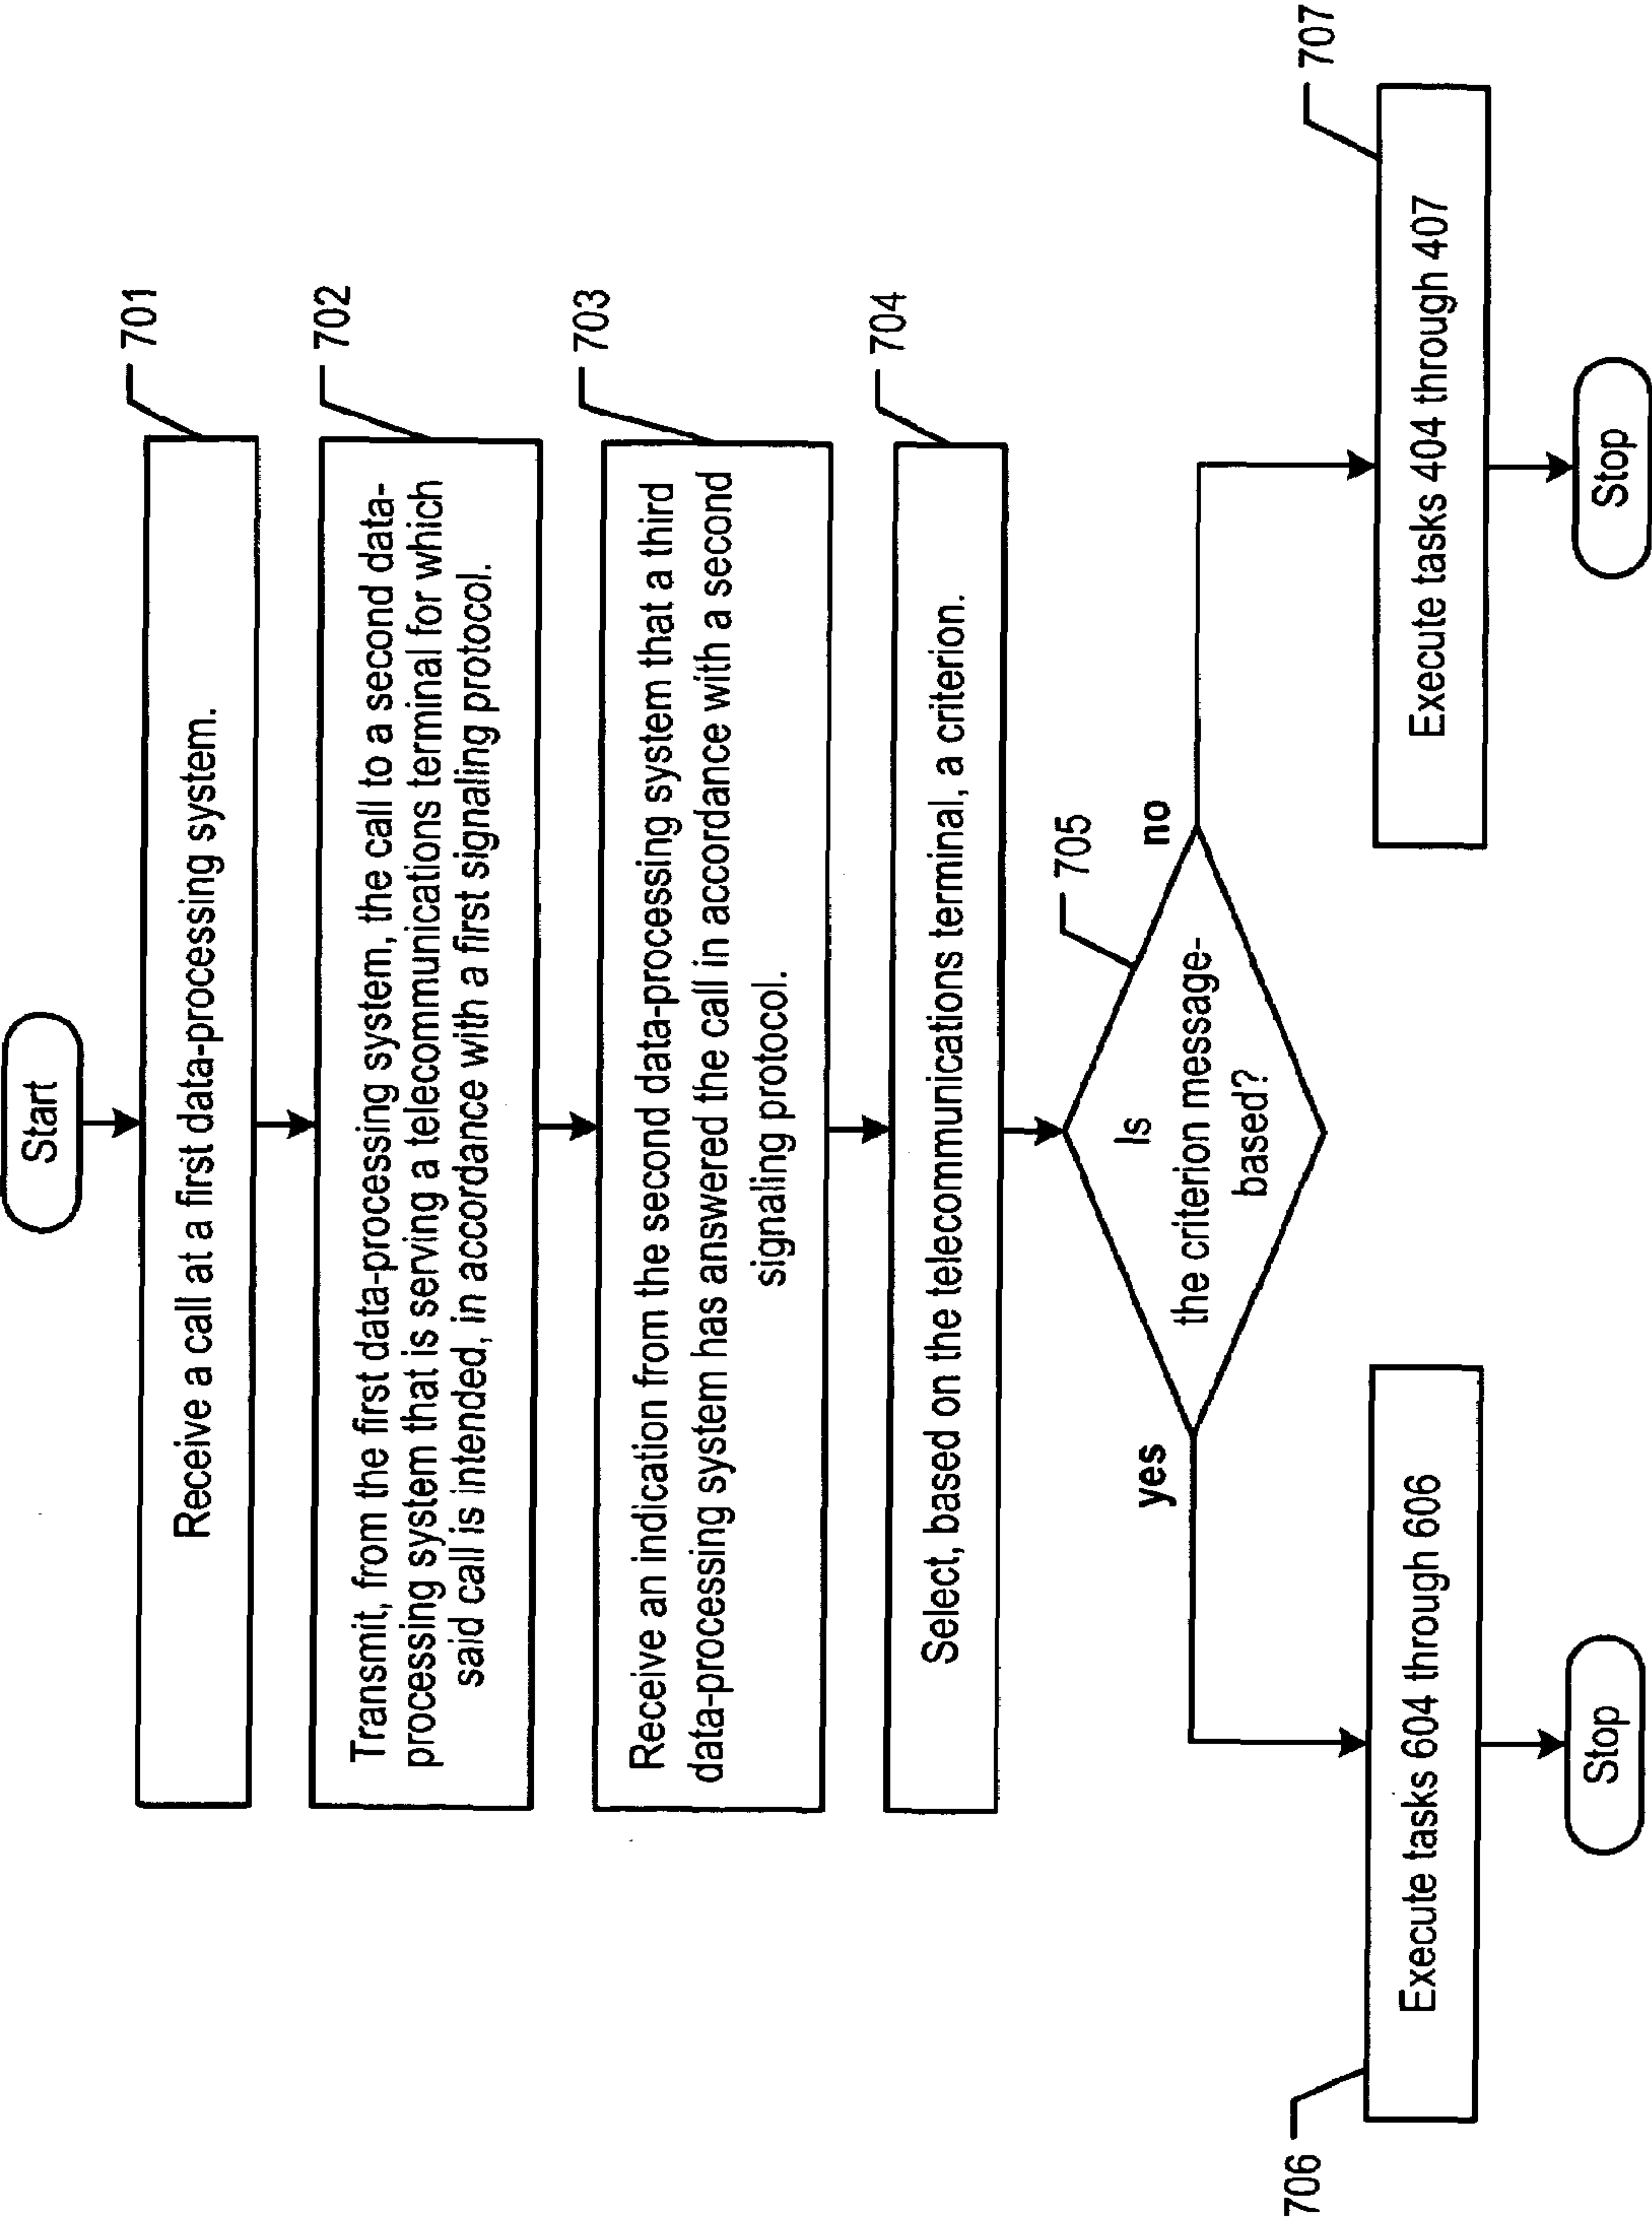 Start
701
Receive a call at a first data-processing system.
702
Transmit, from the first data-processing system, the call to a second data-
processing system that is serving a telecommunications terminal for which
said call is intended, in accordance with a first signaling protocol.
703
Receive an indication from the second data-processing system that a third
data-processing system has answered the call in accordance with a second
signaling protocol.
704
Select, based on the telecommunications terminal, a criterion.
705
Is
the criterion message-
based?
yes
no
706
Execute tasks 604 through 606
Stop
707
Execute tasks 404 through 407
Stop